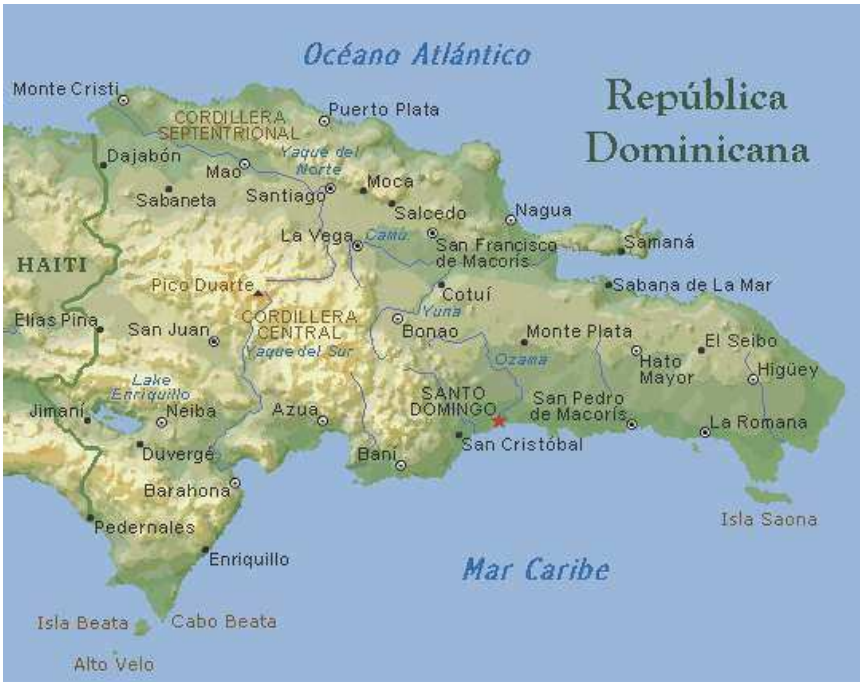 Océano Atlántico
República
Dominicana
Monte Cristi
Puerto Plata
CORDILLERA
SEPTENTRIONAL
Dajabón
Mao
Yaque del
Norte
Moca
Sabaneta
Santiago
Salcedo
Nagua
La Vega
Camú
San Francisco
de Macorís
Samaná
HAITI
Pico Duarte
Cotuí
Sabana de La Mar
Elías Piña
San Juan
CORDILLERA
CENTRAL
Yaque del Sur
Yuna
Bonao
Monte Plata
El Seibo
Ozama
Hato
Mayor
Higüey
Lake
Enriquillo
Jimaní
Neiba
Azua
SANTO
DOMINGO
San Pedro
de Macorís
La Romana
Duvergé
Baní
San Cristóbal
Barahona
Pedernales
Isla Saona
Enriquillo
Mar Caribe
Isla Beata
Cabo Beata
Alto Velo